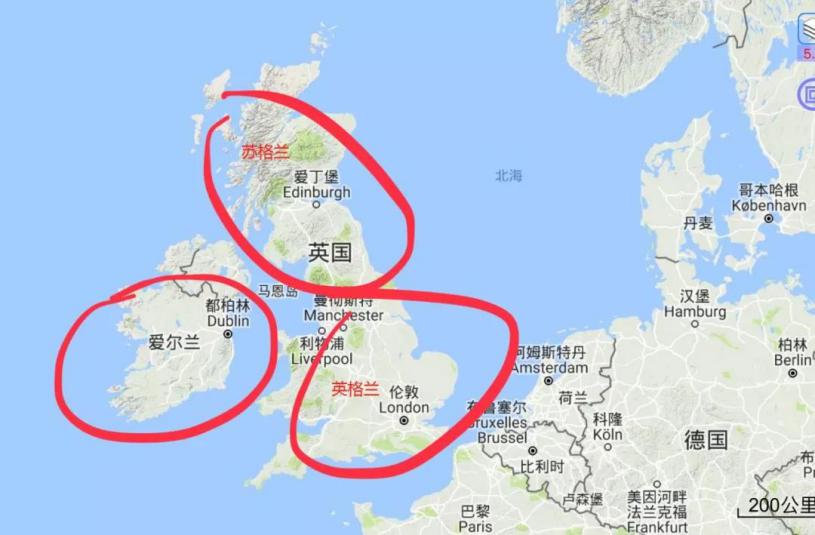 5.
苏格兰
爱丁堡
Edinburgh
北海
哥本哈根
København
丹麦
英国
马恩岛
曼彻斯特
Manchester
都柏林
Dublin
爱尔兰
利物浦
Liverpool
汉堡
Hamburg
柏林
Berlin
阿姆斯特丹
Amsterdam
英格兰
伦敦
London
荷兰
布鲁塞尔
Bruxelles
Brussel
科隆
Köln
德国
比利时
卢森堡
美因河畔
法兰克福
Frankfurt
巴黎
Paris
布
200公里